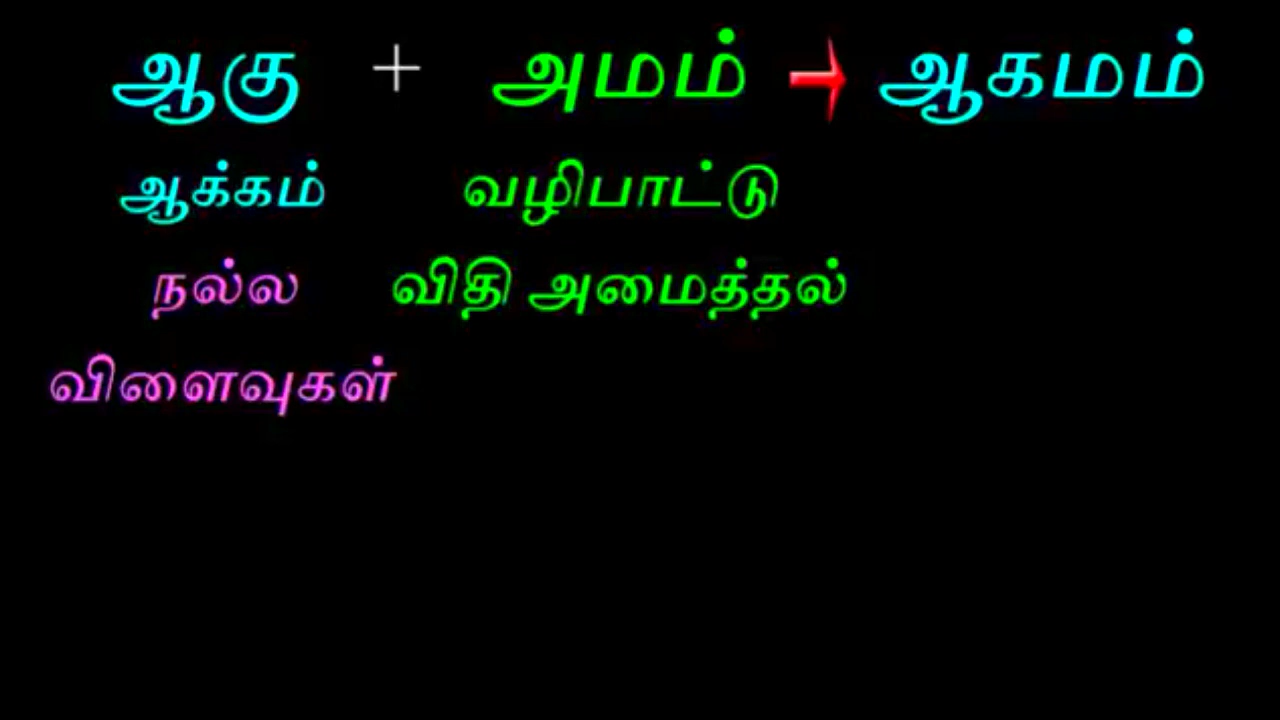 ஆகு + அமம் → ஆகமம்
ஆக்கம் வழிபாட்டு
நல்ல விதி அமைத்தல்
விளைவுகள்